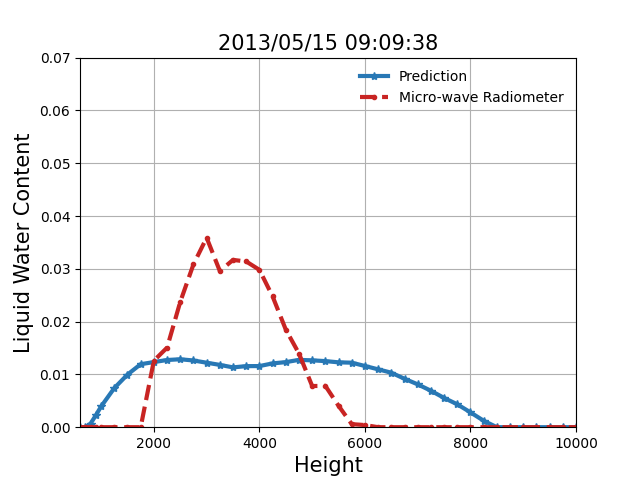 2013/05/15 09:09:38
0.07
0.06
0.05
0.04
0.03
0.02
0.01
0.00
Liquid Water Content
Prediction
Micro-wave Radiometer
2000 4000 6000 8000 10000
Height